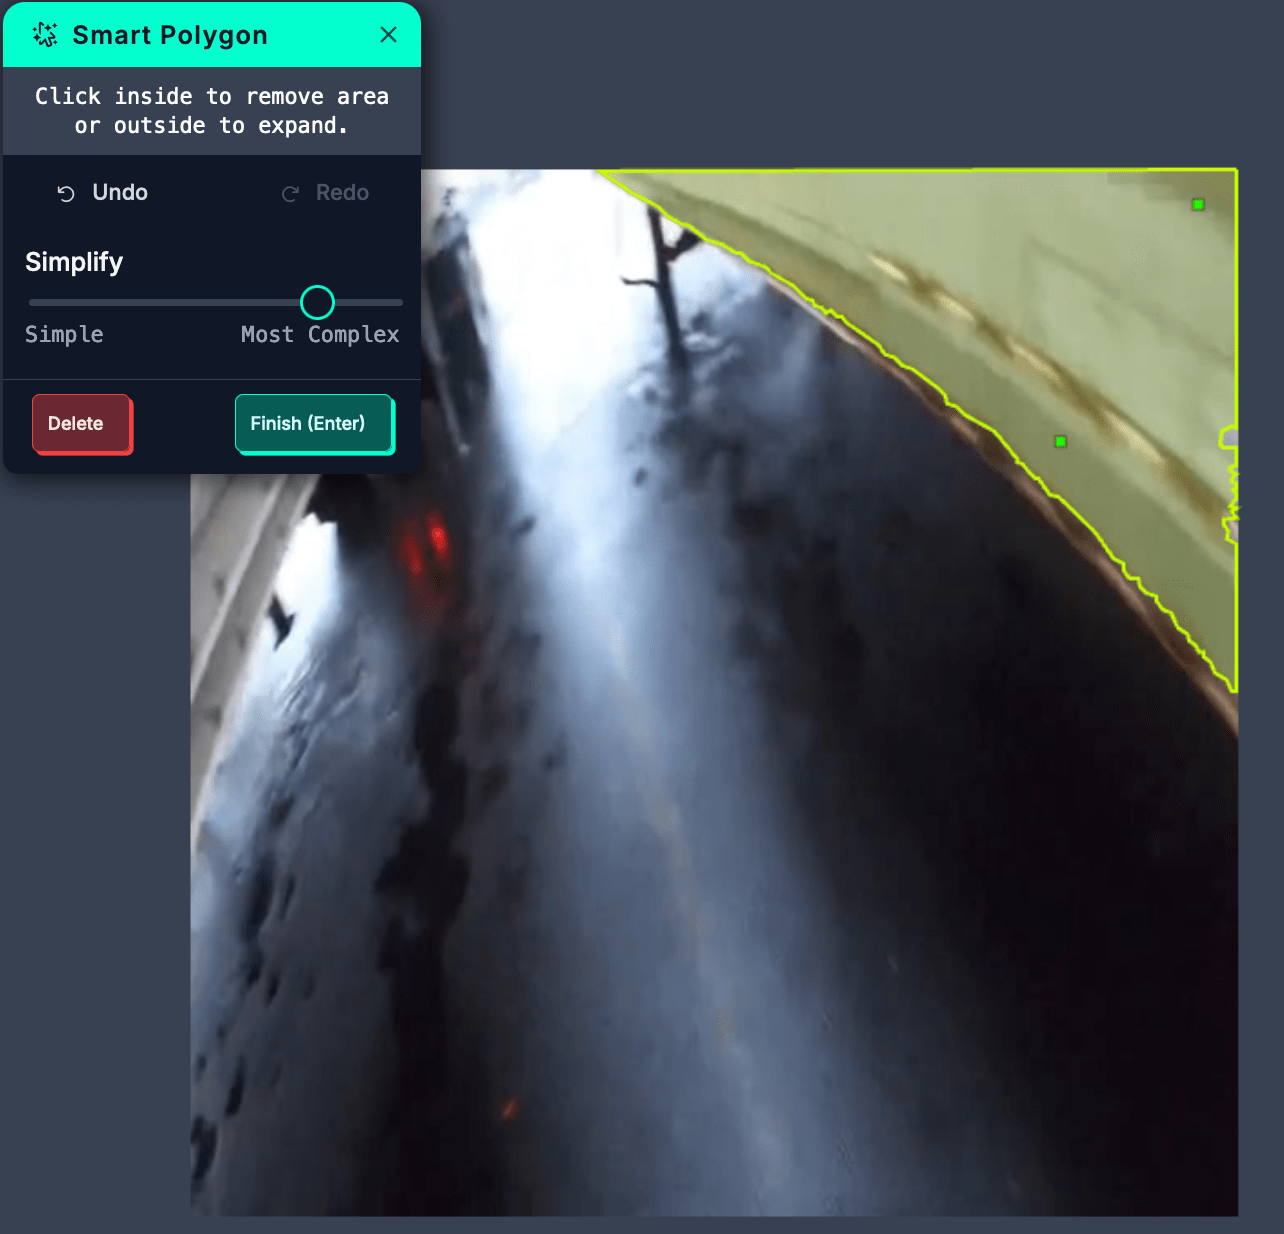 Smart Polygon
Click inside to remove area
or outside to expand.
Undo
Redo
Simplify
Simple
Most Complex
Delete
Finish (Enter)